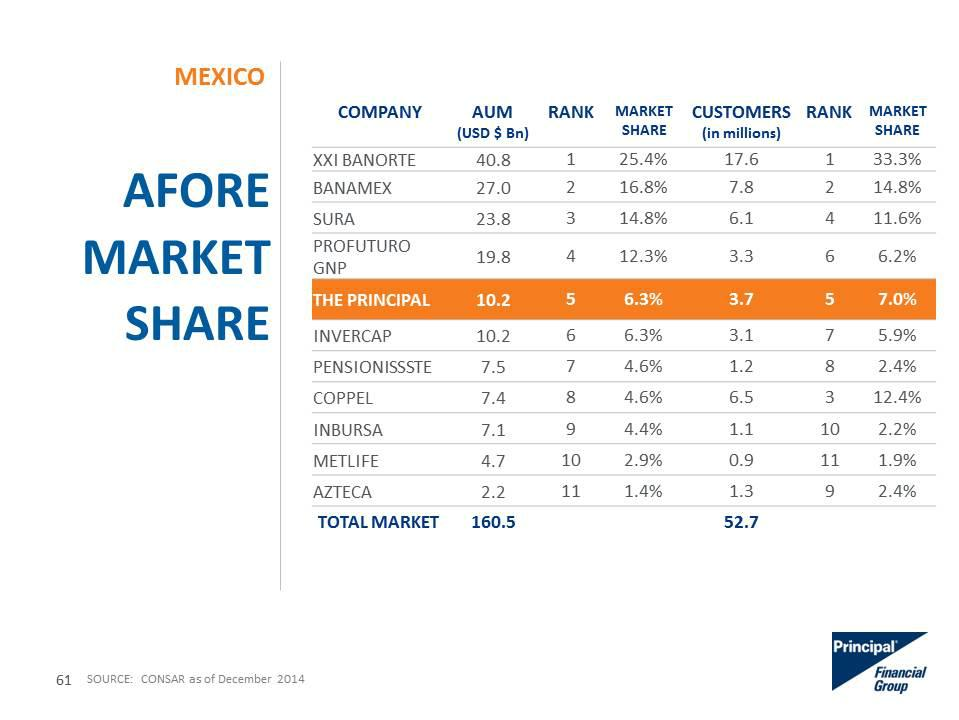 MEXICO
AFORE
MARKET
SHARE
COMPANY AUM RANK MARKET CUSTOMERS RANK MARKET
(USD $ Bn) SHARE (in millions) SHARE
XXI BANORTE 40.8 1 25.4% 17.6 1 33.3%
BANAMEX 27.0 2 16.8% 7.8 2 14.8%
SURA 23.8 3 14.8% 6.1 4 11.6%
PROFUTURO
GNP 19.8 4 12.3% 3.3 6 6.2%
THE PRINCIPAL 10.2 5 6.3% 3.7 5 7.0%
INVERCAP 10.2 6 6.3% 3.1 7 5.9%
PENSIONISSSTE 7.5 7 4.6% 1.2 8 2.4%
COPPEL 7.4 8 4.6% 6.5 3 12.4%
INBURSA 7.1 9 4.4% 1.1 10 2.2%
METLIFE 4.7 10 2.9% 0.9 11 1.9%
AZTECA 2.2 11 1.4% 1.3 9 2.4%
TOTAL MARKET 160.5 52.7
61 SOURCE: CONSAR as of December 2014
Principal®
Financial
Group